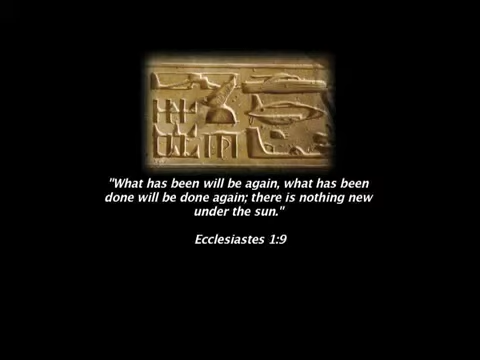 "What has been will be again, what has been
done will be done again; there is nothing new
under the sun."
Ecclesiastes 1:9